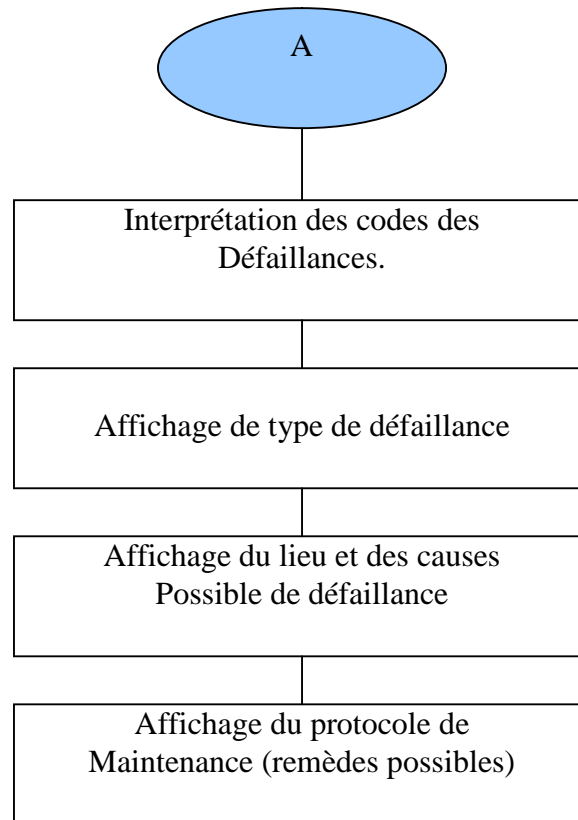 A
Interprétation des codes des
Défaillances.
Affichage de type de défaillance
Affichage du lieu et des causes
Possible de défaillance
Affichage du protocole de
Maintenance (remèdes possibles)